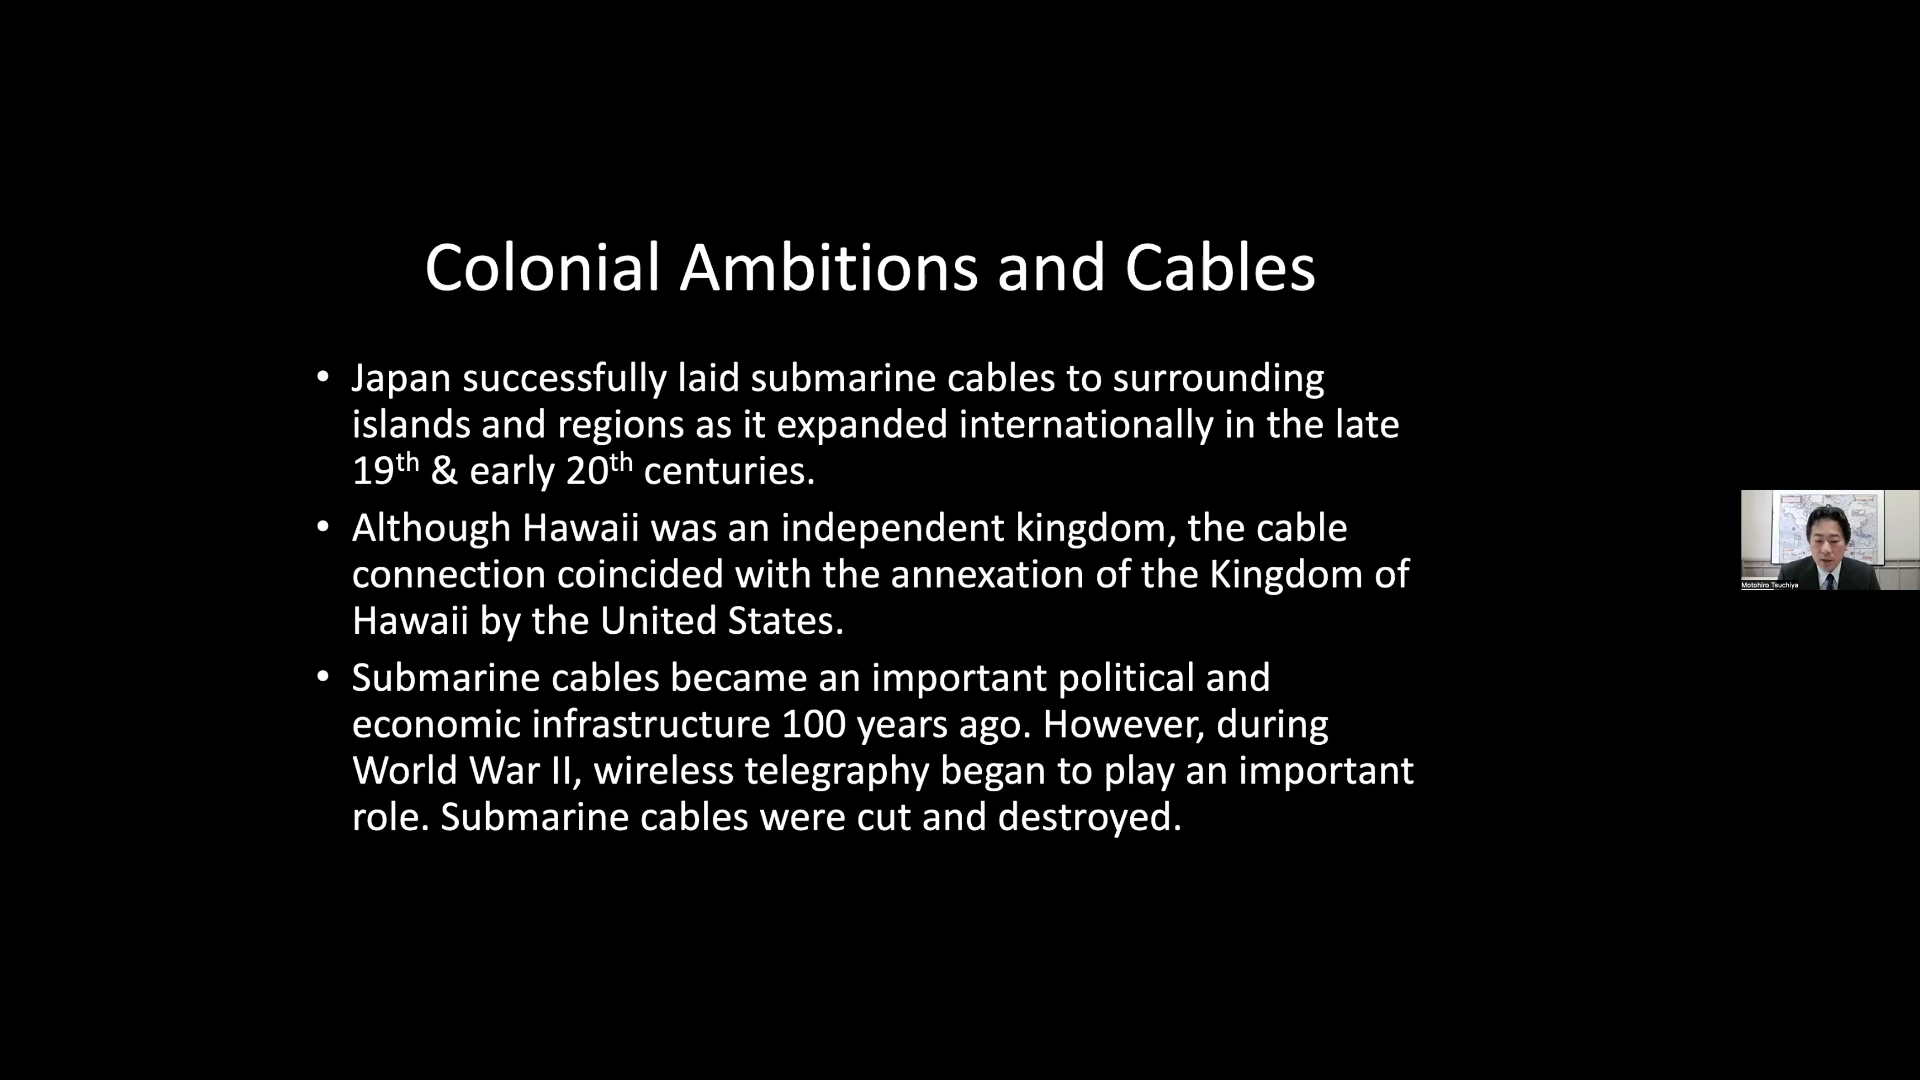 Colonial Ambitions and Cables
• Japan successfully laid submarine cables to surrounding
islands and regions as it expanded internationally in the late
19th & early 20th centuries.
• Although Hawaii was an independent kingdom, the cable
connection coincided with the annexation of the Kingdom of
Hawaii by the United States.
• Submarine cables became an important political and
economic infrastructure 100 years ago. However, during
World War II, wireless telegraphy began to play an important
role. Submarine cables were cut and destroyed.
Motohiro Tsuchiya